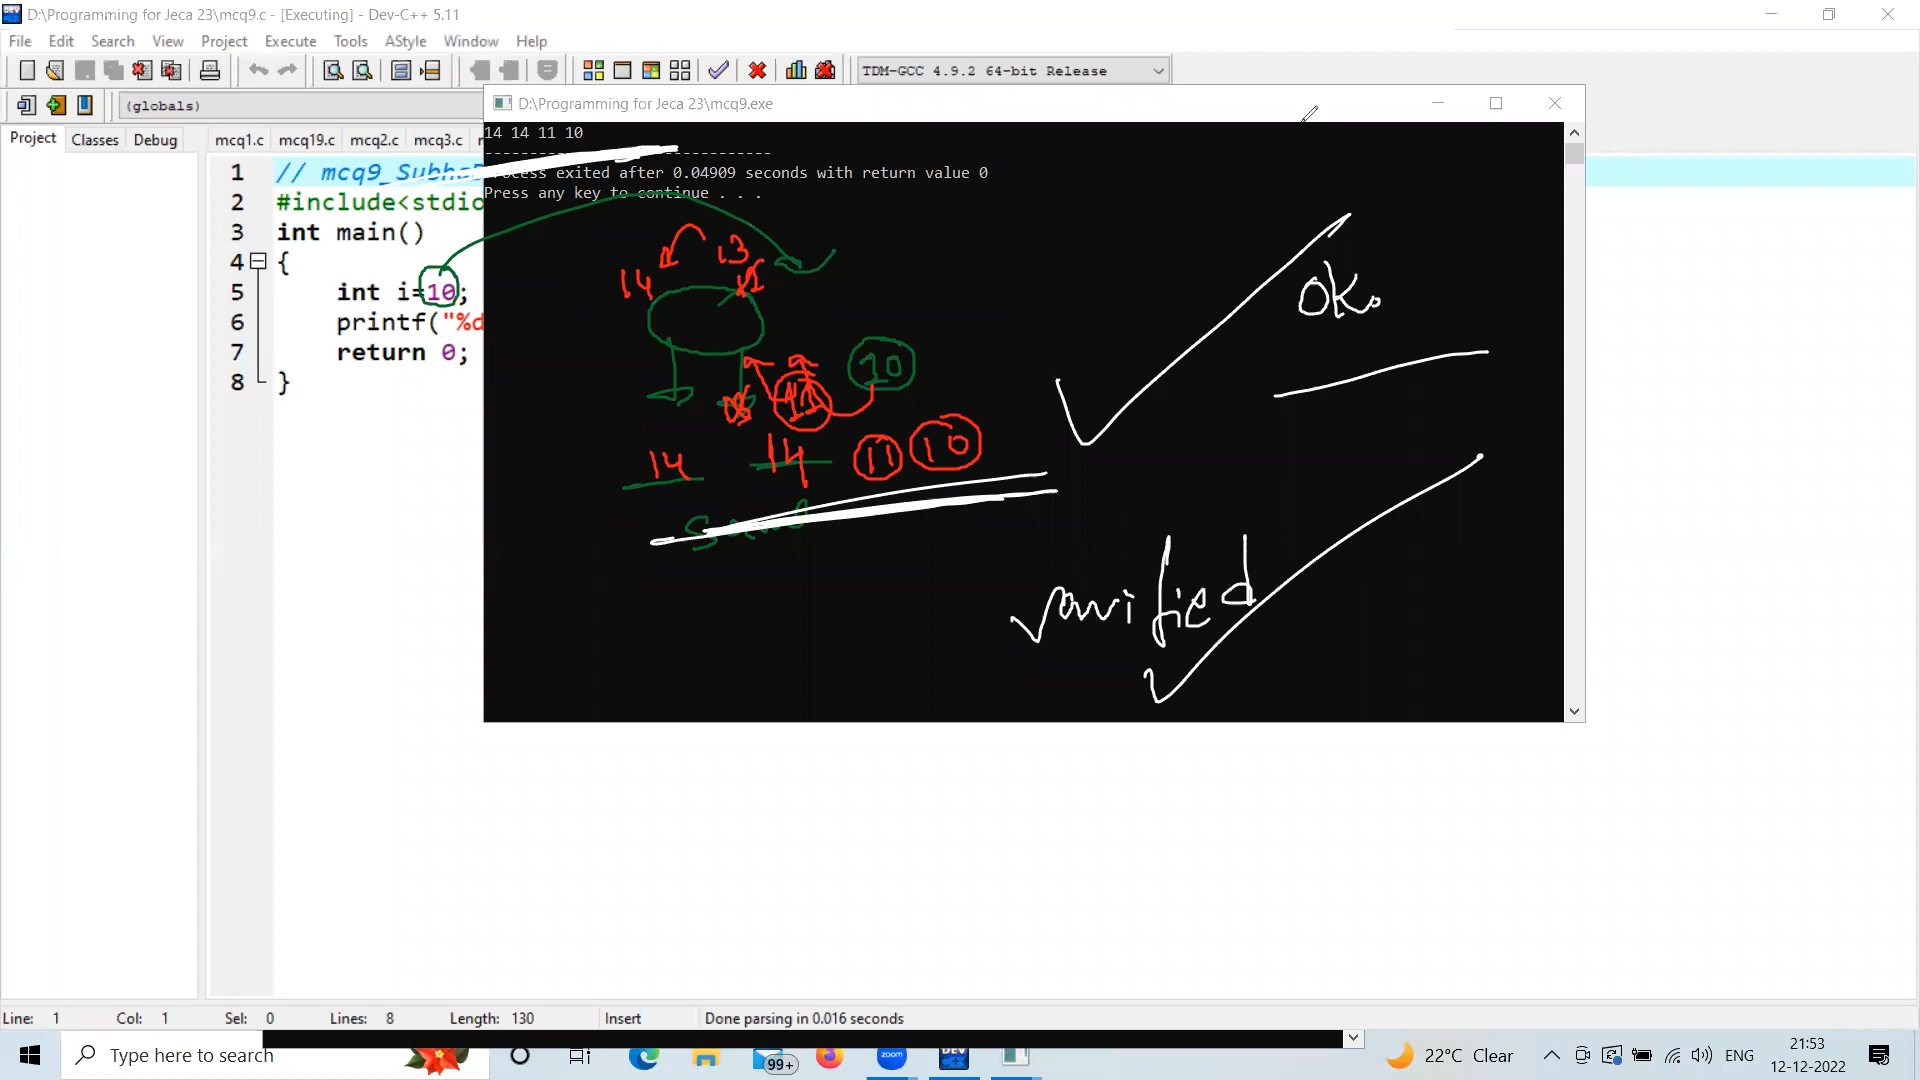 D:\Programming for Jeca 23\mcq9.c - [Executing] - Dev-C++ 5.11
File Edit Search View Project Execute Tools AStyle Window Help
TDM-GCC 4.9.2 64-bit Release
(globals)
D:\Programming for Jeca 23\mcq9.exe
Project Classes Debug
mcq1.c mcq19.c mcq2.c mcq3.c
14 14 11 10
1 // mcq9_Subha
Process exited after 0.04909 seconds with return value 0
Press any key to continue . . .
2 #include<stdio
3 int main()
4 {
5 int i=10;
6 printf("%d
7 return 0;
8 }
13
14
10
11
14 14 11 10
ok.
verified
Line: 1 Col: 1 Sel: 0 Lines: 8 Length: 130 Insert Done parsing in 0.016 seconds
Type here to search
99+
zoom
DEV
22°C Clear
ENG
21:53
12-12-2022